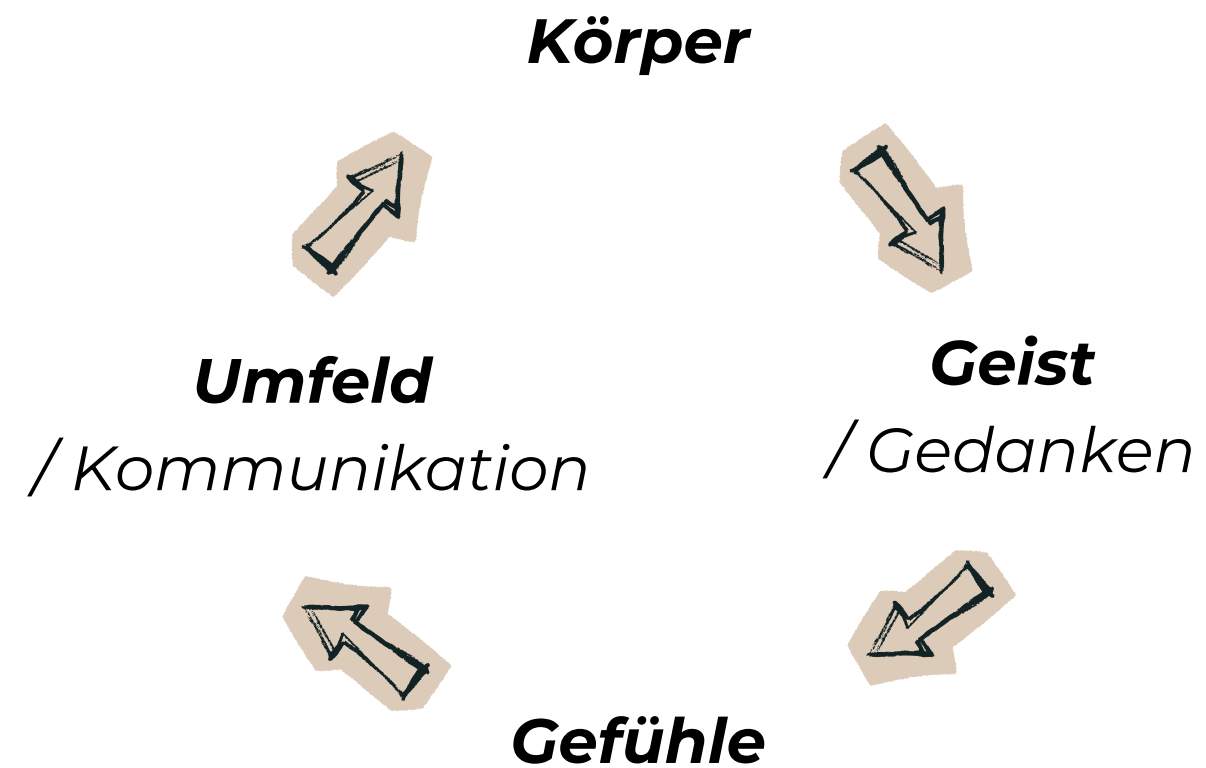 Körper
Umfeld
/ Kommunikation
Geist
/ Gedanken
Gefühle